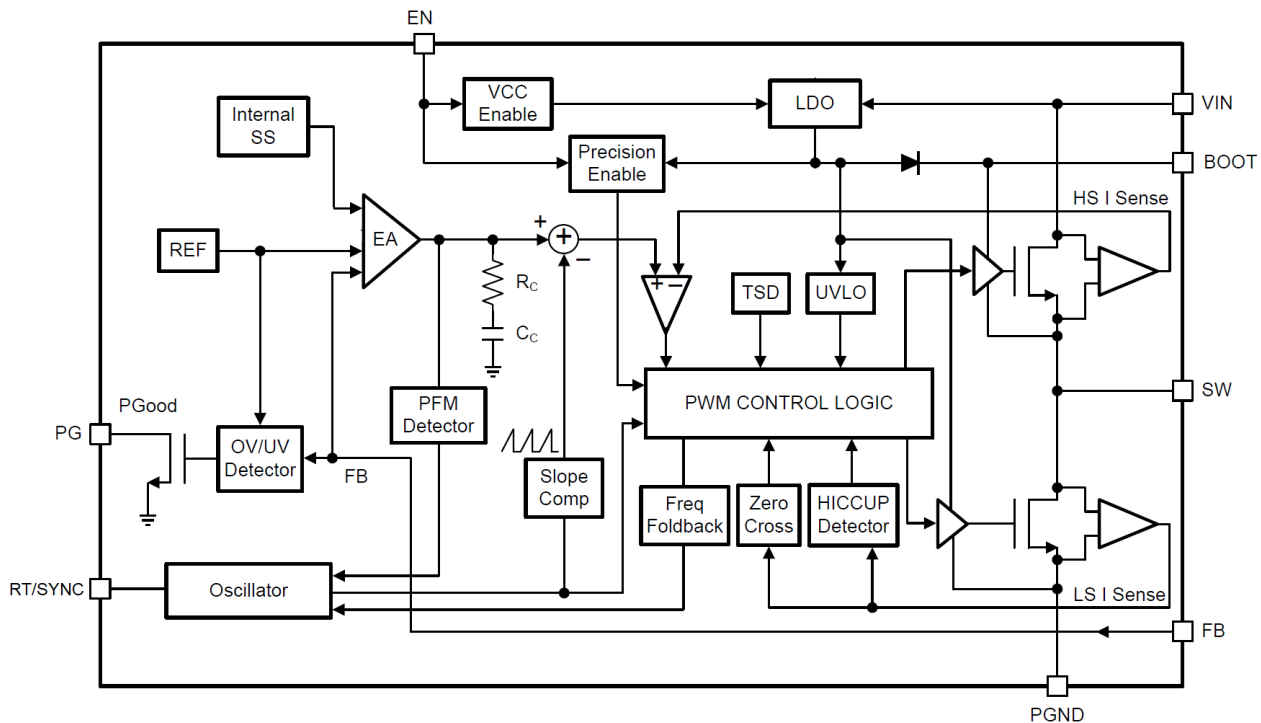 EN
VCC
Enable
LDO
VIN
Internal
SS
Precision
Enable
BOOT
HS I Sense
REF
EA
+
+
−
R_C
C_C
+ −
TSD
UVLO
PWM CONTROL LOGIC
SW
PGood
PG
OV/UV
Detector
FB
PFM
Detector
Slope
Comp
Freq
Foldback
Zero
Cross
HICCUP
Detector
RT/SYNC
Oscillator
LS I Sense
FB
PGND